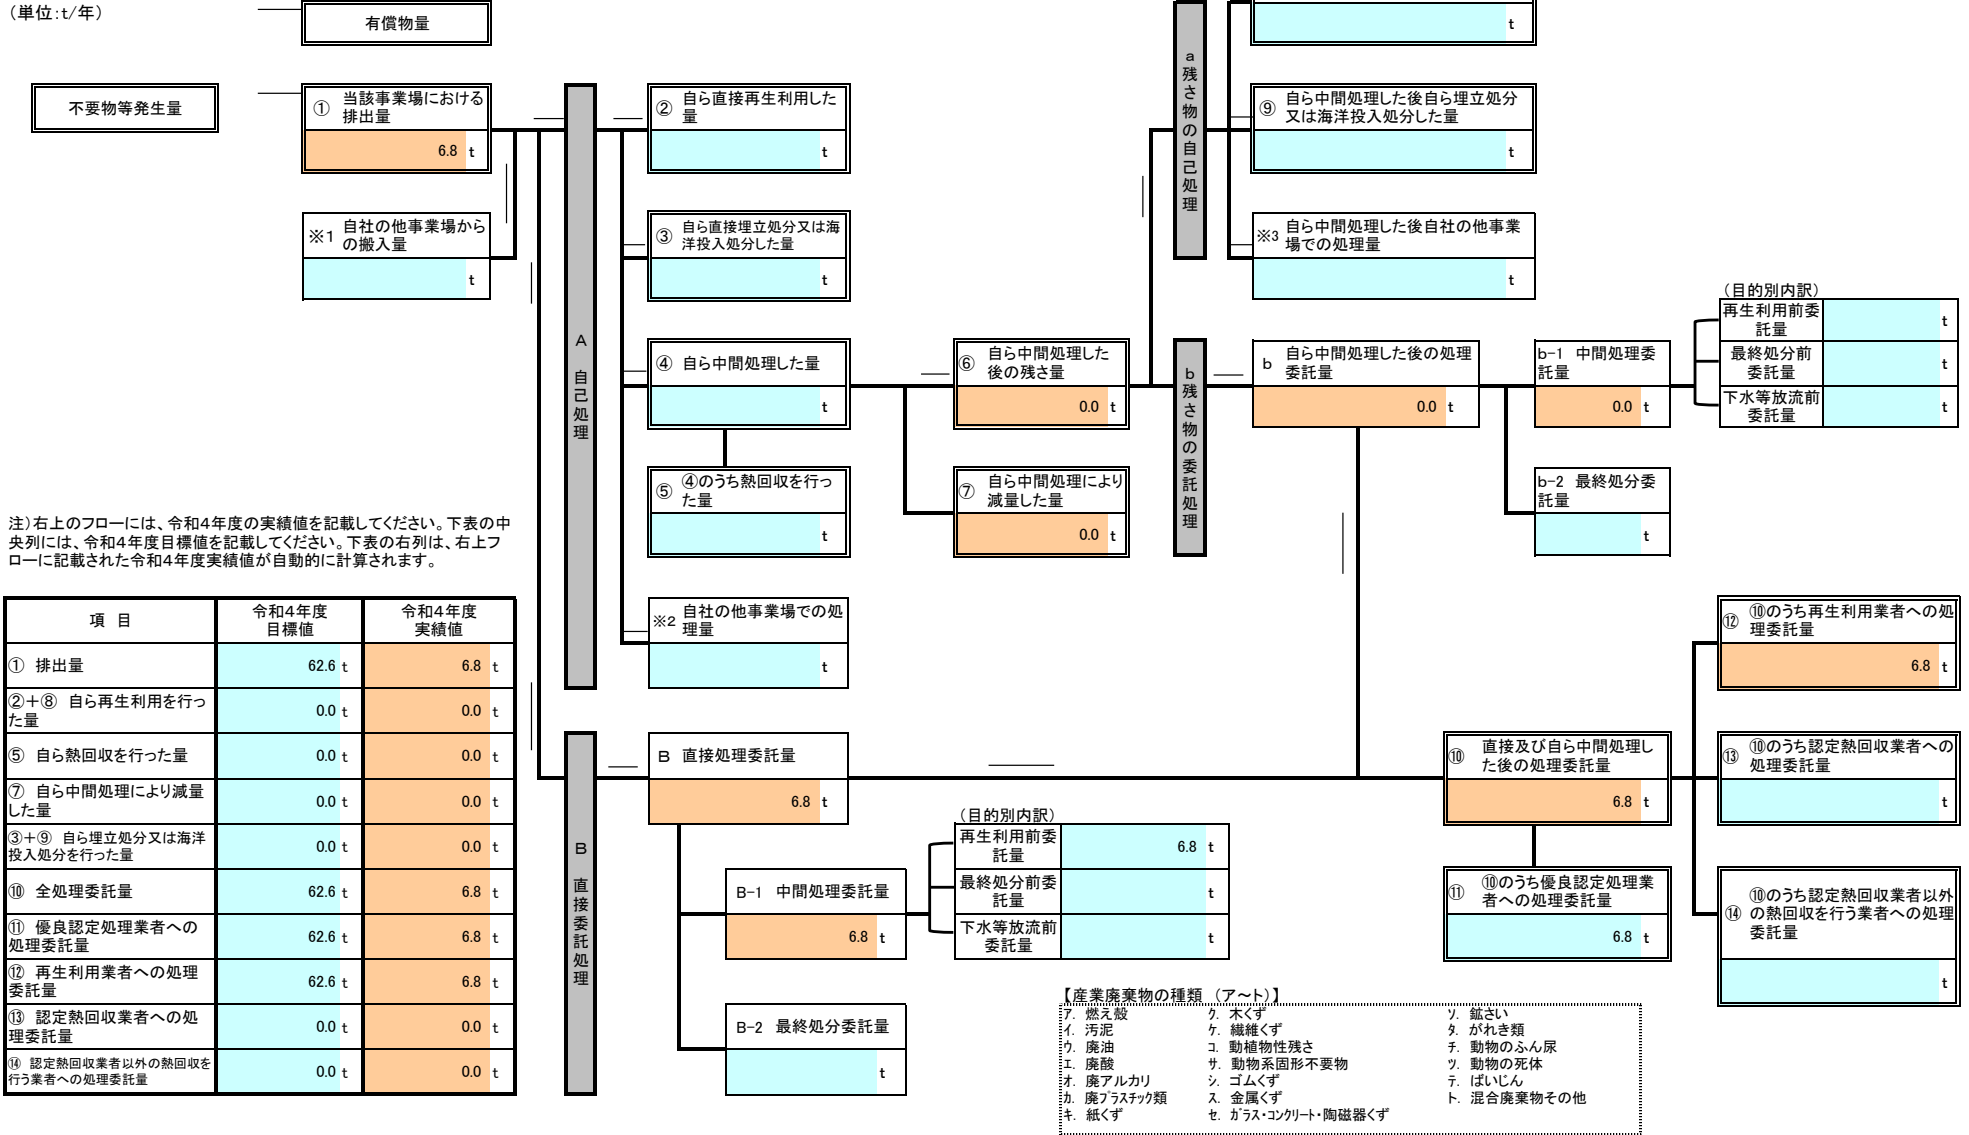 (単位:t/年)
有償物量
t
不要物等発生量
① 当該事業場における
排出量
6.8 t
※1 自社の他事業場から
の搬入量
t
A 自己処理
② 自ら直接再生利用した
量
t
③ 自ら直接埋立処分又は海
洋投入処分した量
t
④ 自ら中間処理した量
t
⑤ ④のうち熱回収を行っ
た量
t
※2 自社の他事業場での処
理量
t
⑥ 自ら中間処理した
後の残さ量
0.0 t
⑦ 自ら中間処理により
減量した量
0.0 t
a 残さ物の自己処理
⑨ 自ら中間処理した後自ら埋立処分
又は海洋投入処分した量
t
※3 自ら中間処理した後自社の他事業
場での処理量
t
b 残さ物の委託処理
b 自ら中間処理した後の処理
委託量
0.0 t
b-1 中間処理委
託量
0.0 t
b-2 最終処分委
託量
t
(目的別内訳)
再生利用前委
託量
t
最終処分前
委託量
t
下水等放流前
委託量
t
注)右上のフローには、令和4年度の実績値を記載してください。下表の中
央列には、令和4年度目標値を記載してください。下表の右列は、右上フ
ローに記載された令和4年度実績値が自動的に計算されます。
項 目 令和4年度 目標値 令和4年度 実績値
① 排出量 62.6 t 6.8 t
②+⑧ 自ら再生利用を行っ
た量 0.0 t 0.0 t
⑤ 自ら熱回収を行った量 0.0 t 0.0 t
⑦ 自ら中間処理により減量
した量 0.0 t 0.0 t
③+⑨ 自ら埋立処分又は海洋
投入処分を行った量 0.0 t 0.0 t
⑩ 全処理委託量 62.6 t 6.8 t
⑪ 優良認定処理業者への
処理委託量 62.6 t 6.8 t
⑫ 再生利用業者への処理
委託量 62.6 t 6.8 t
⑬ 認定熱回収業者への処
理委託量 0.0 t 0.0 t
⑭ 認定熱回収業者以外の熱回収を
行う業者への処理委託量 0.0 t 0.0 t
B 直接委託処理
B 直接処理委託量
6.8 t
B-1 中間処理委託量
6.8 t
B-2 最終処分委託量
t
(目的別内訳)
再生利用前委
託量
6.8 t
最終処分前委
託量
t
下水等放流前
委託量
t
⑩ 直接及び自ら中間処理し
た後の処理委託量
6.8 t
⑪ ⑩のうち優良認定処理業
者への処理委託量
6.8 t
⑫ ⑩のうち再生利用業者への処
理委託量
6.8 t
⑬ ⑩のうち認定熱回収業者への
処理委託量
t
⑭ ⑩のうち認定熱回収業者以外
の熱回収を行う業者への処理
委託量
t
【産業廃棄物の種類 (ア~ト)】
ア. 燃え殻 ク. 木くず ソ. 鉱さい
イ. 汚泥 ケ. 繊維くず タ. がれき類
ウ. 廃油 コ. 動植物性残さ チ. 動物のふん尿
エ. 廃酸 サ. 動物系固形不要物 ツ. 動物の死体
オ. 廃アルカリ シ. ゴムくず テ. ばいじん
カ. 廃プラスチック類 ス. 金属くず ト. 混合廃棄物その他
キ. 紙くず セ. ガラス・コンクリート・陶磁器くず